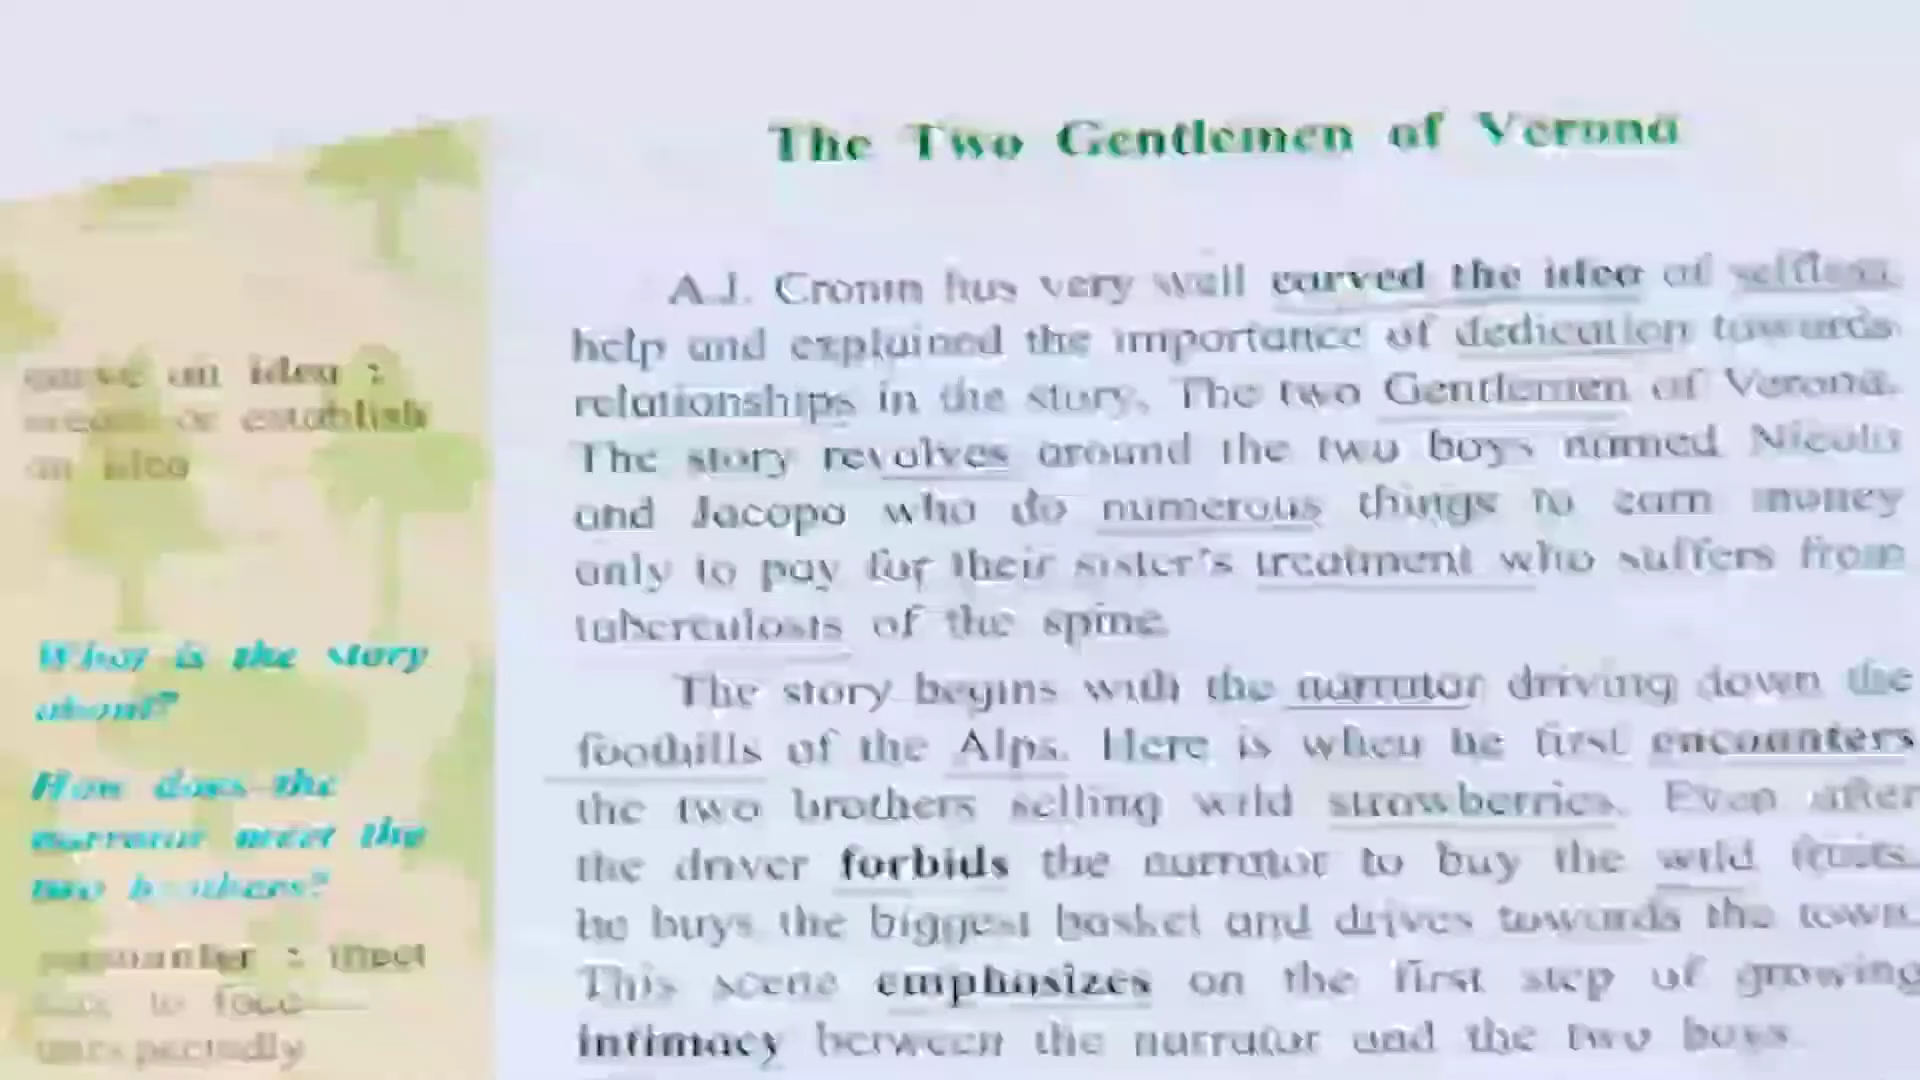 The Two Gentlemen of Verona
A.J. Cronin has very well carved the idea of selfless
help and explained the importance of dedication towards
relationships in the story. The two Gentlemen of Verona.
The story revolves around the two boys named Nicola
and Jacopo who do numerous things to earn money
only to pay for their sister's treatment who suffers from
tuberculosis of the spine.
The story begins with the narrator driving down the
foothills of the Alps. Here is when he first encounters
the two brothers selling wild strawberries. Even after
the driver forbids the narrator to buy the wild fruits,
he buys the biggest basket and drives towards the town.
This scene emphasizes on the first step of growing
intimacy between the narrator and the two boys.
carve an idea :
create or establish
an idea
What is the story
about?
How does the
narrator meet the
two brothers?
encounter : meet
to face
unexpectedly